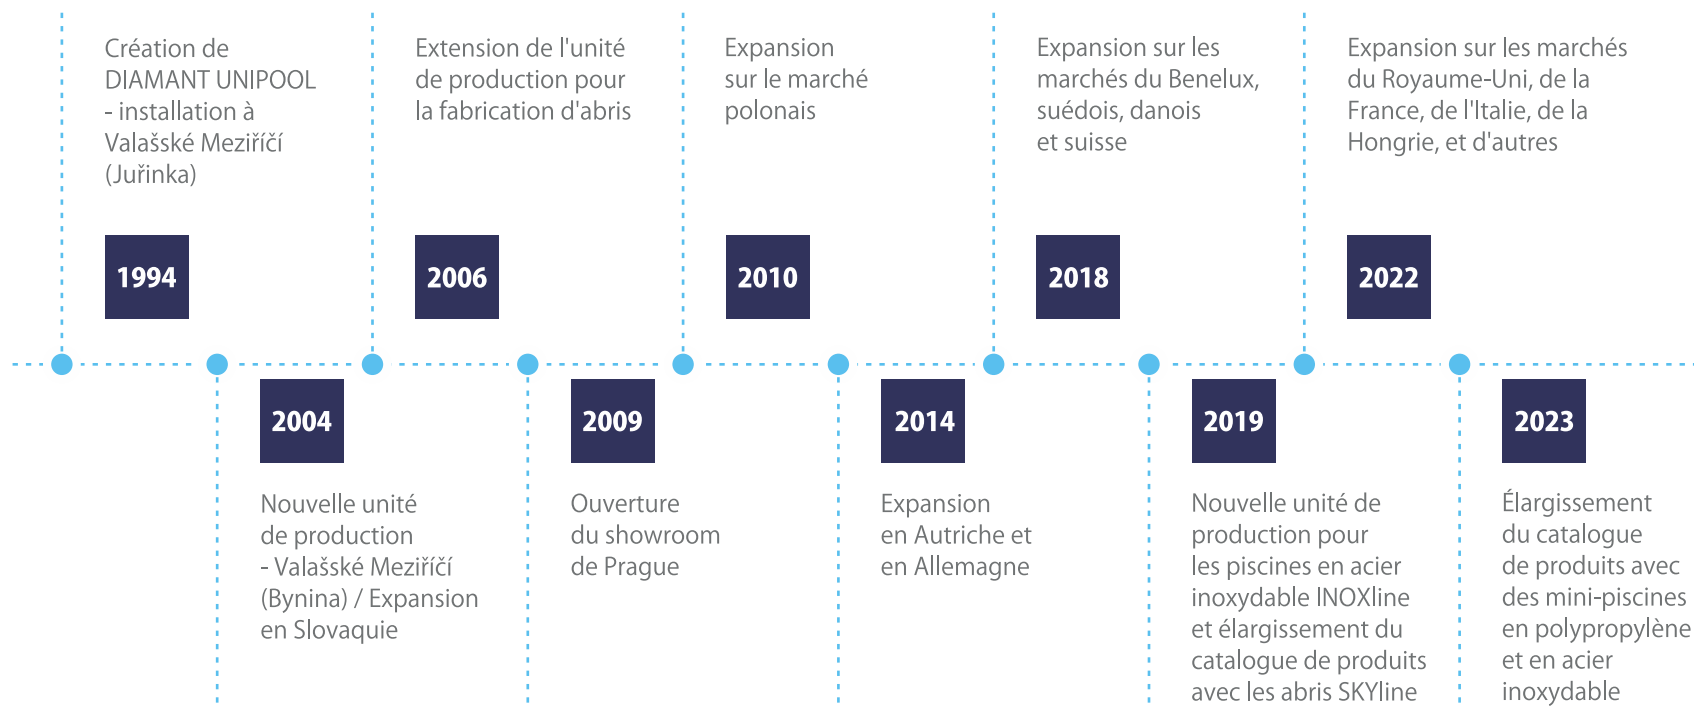 Création de
DIAMANT UNIPOOL
- installation à
Valašské Meziříčí
(Juřinka)
1994
2004
Nouvelle unité
de production
- Valašské Meziříčí
(Bynina) / Expansion
en Slovaquie
Extension de l'unité
de production pour
la fabrication d'abris
2006
2009
Ouverture
du showroom
de Prague
Expansion
sur le marché
polonais
2010
2014
Expansion
en Autriche et
en Allemagne
Expansion sur les
marchés du Benelux,
suédois, danois
et suisse
2018
2019
Nouvelle unité de
production pour
les piscines en acier
inoxydable INOXline
et élargissement du
catalogue de produits
avec les abris SKYline
Expansion sur les marchés
du Royaume-Uni, de la
France, de l'Italie, de la
Hongrie, et d'autres
2022
2023
Élargissement
du catalogue
de produits avec
des mini-piscines
en polypropylène
et en acier
inoxydable